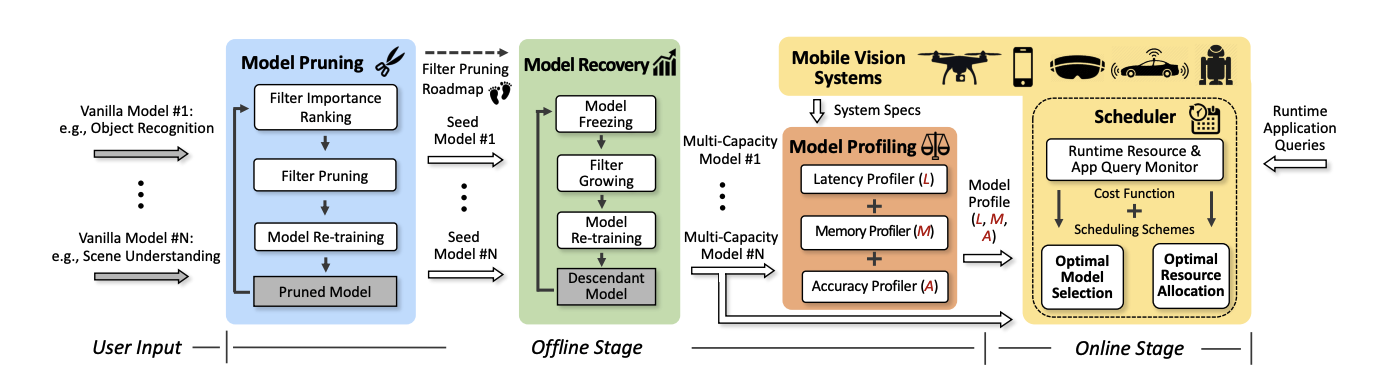 Model Pruning
Filter Importance
Ranking
Filter Pruning
Model Re-training
Pruned Model
Vanilla Model #1:
e.g., Object Recognition
Vanilla Model #N:
e.g., Scene Understanding
Filter Pruning
Roadmap
Seed
Model #1
Seed
Model #N
Model Recovery
Model
Freezing
Filter
Growing
Model
Re-training
Descendant
Model
Multi-Capacity
Model #1
Multi-Capacity
Model #N
Mobile Vision
Systems
System Specs
Model Profiling
Latency Profiler (L)
+
Memory Profiler (M)
+
Accuracy Profiler (A)
Model
Profile
(L, M,
A)
Scheduler
Runtime Resource &
App Query Monitor
Cost Function
+
Scheduling Schemes
Optimal
Model
Selection
Optimal
Resource
Allocation
Runtime
Application
Queries
User Input
Offline Stage
Online Stage